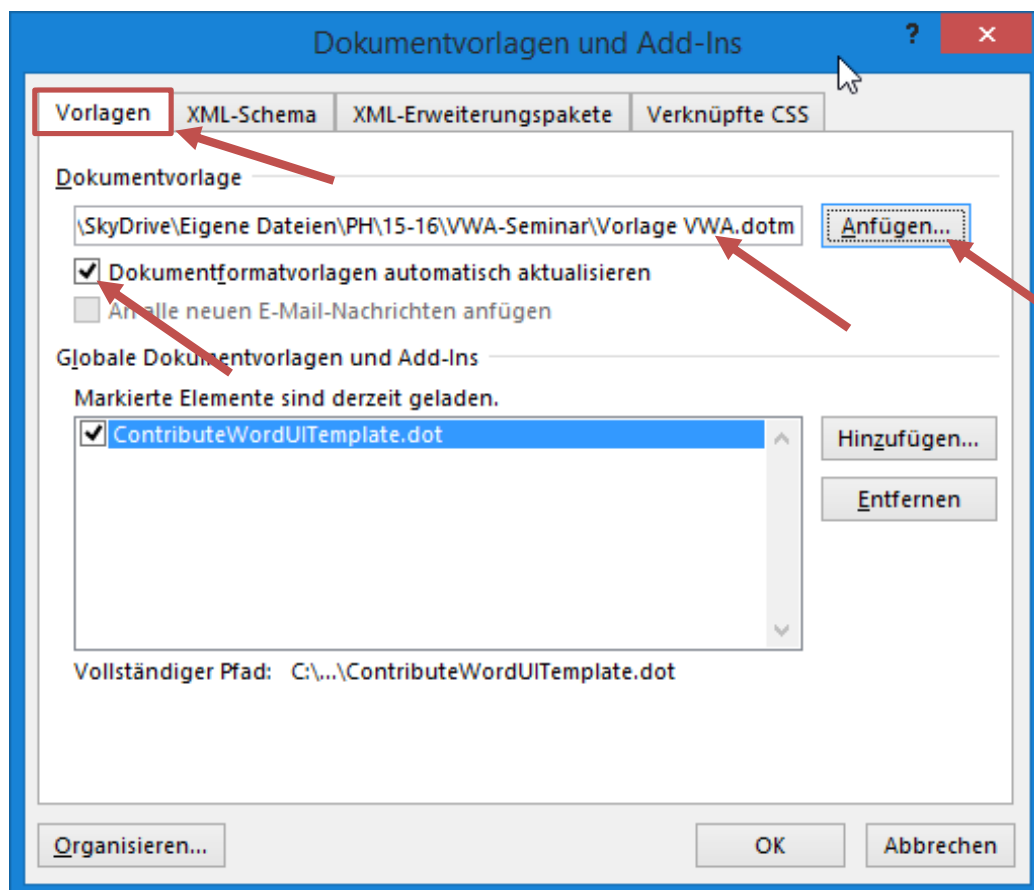 Dokumentvorlagen und Add-Ins ? ×
Vorlagen XML-Schema XML-Erweiterungspakete Verknüpfte CSS
Dokumentvorlage
\SkyDrive\Eigene Dateien\PH\15-16\VWA-Seminar\Vorlage VWA.dotm Anfügen...
Dokumentformatvorlagen automatisch aktualisieren
An alle neuen E-Mail-Nachrichten anfügen
Globale Dokumentvorlagen und Add-Ins
Markierte Elemente sind derzeit geladen.
ContributeWordUITemplate.dot Hinzufügen...
Entfernen
Vollständiger Pfad: C:\...\ContributeWordUITemplate.dot
Organisieren... OK Abbrechen